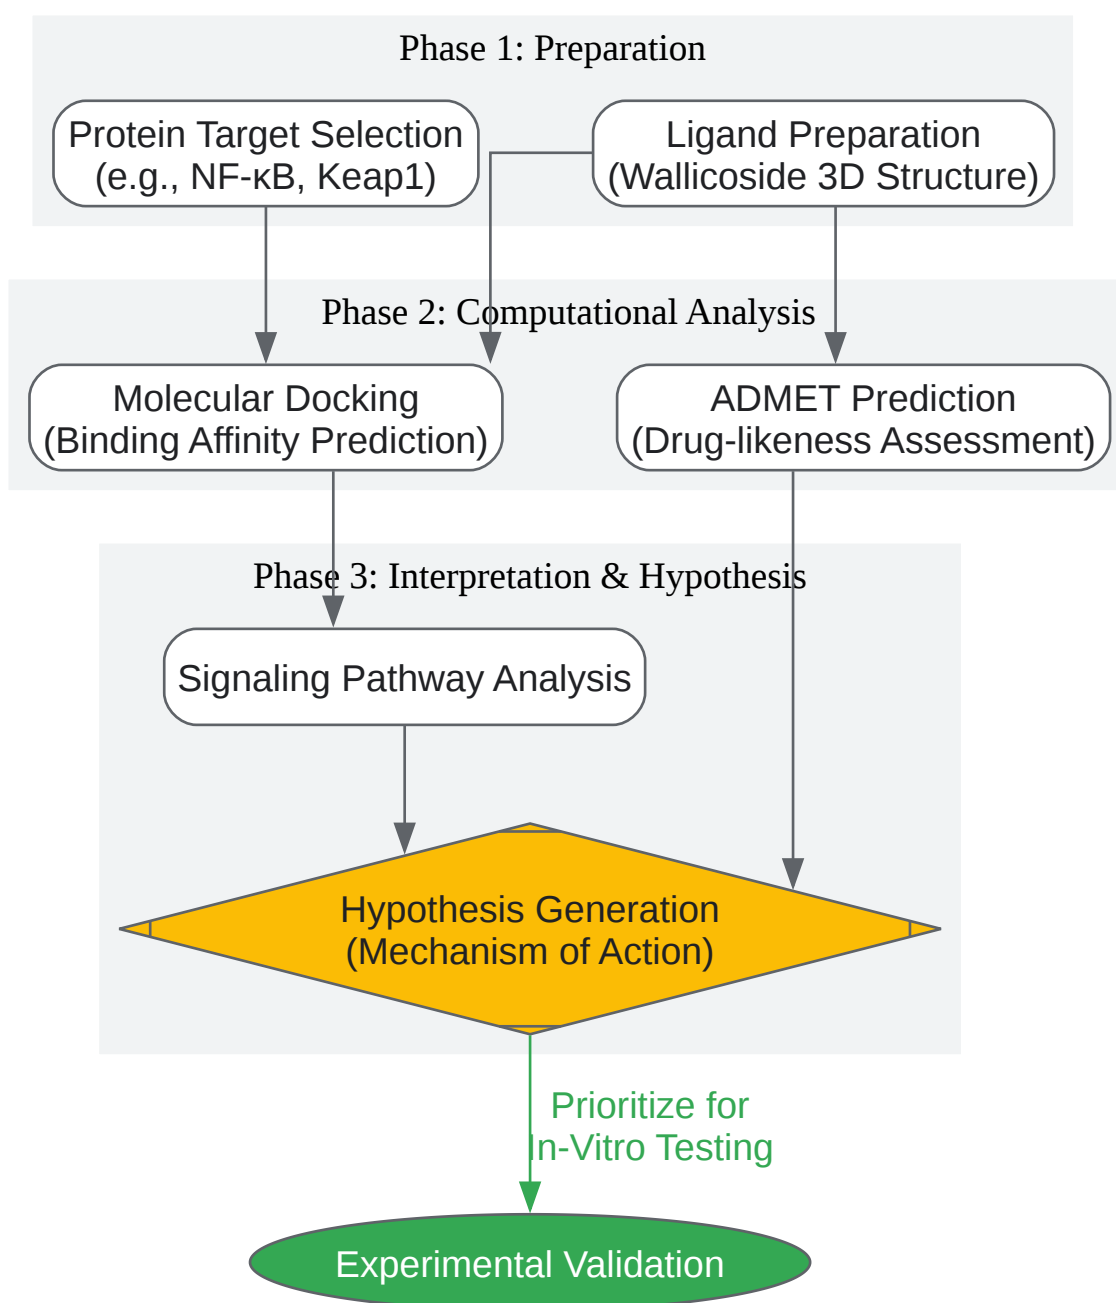 Phase 1: Preparation
Protein Target Selection
(e.g., NF-κB, Keap1)
Ligand Preparation
(Wallicoside 3D Structure)
Phase 2: Computational Analysis
Molecular Docking
(Binding Affinity Prediction)
ADMET Prediction
(Drug-likeness Assessment)
Phase 3: Interpretation & Hypothesis
Signaling Pathway Analysis
Hypothesis Generation
(Mechanism of Action)
Prioritize for
In-Vitro Testing
Experimental Validation